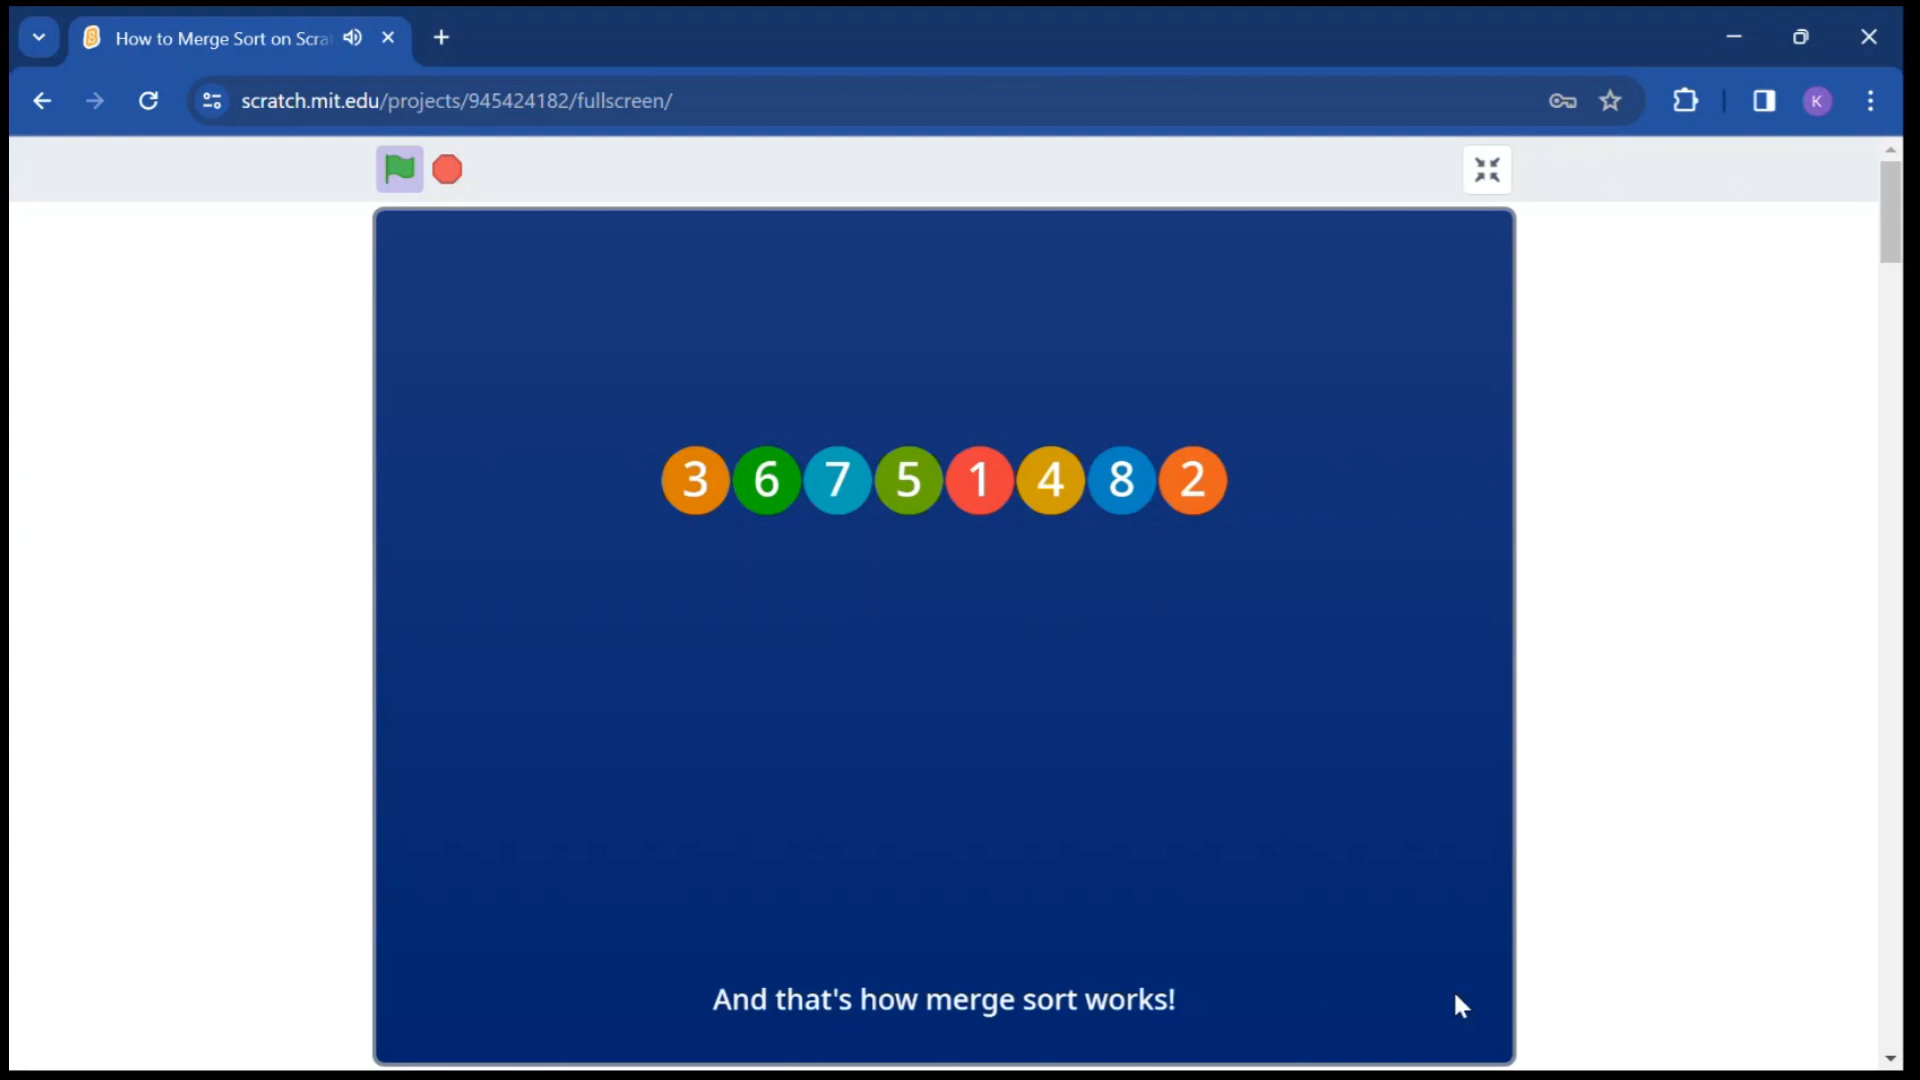 How to Merge Sort on Scra
scratch.mit.edu/projects/945424182/fullscreen/
K
3 6 7 5 1 4 8 2
And that's how merge sort works!